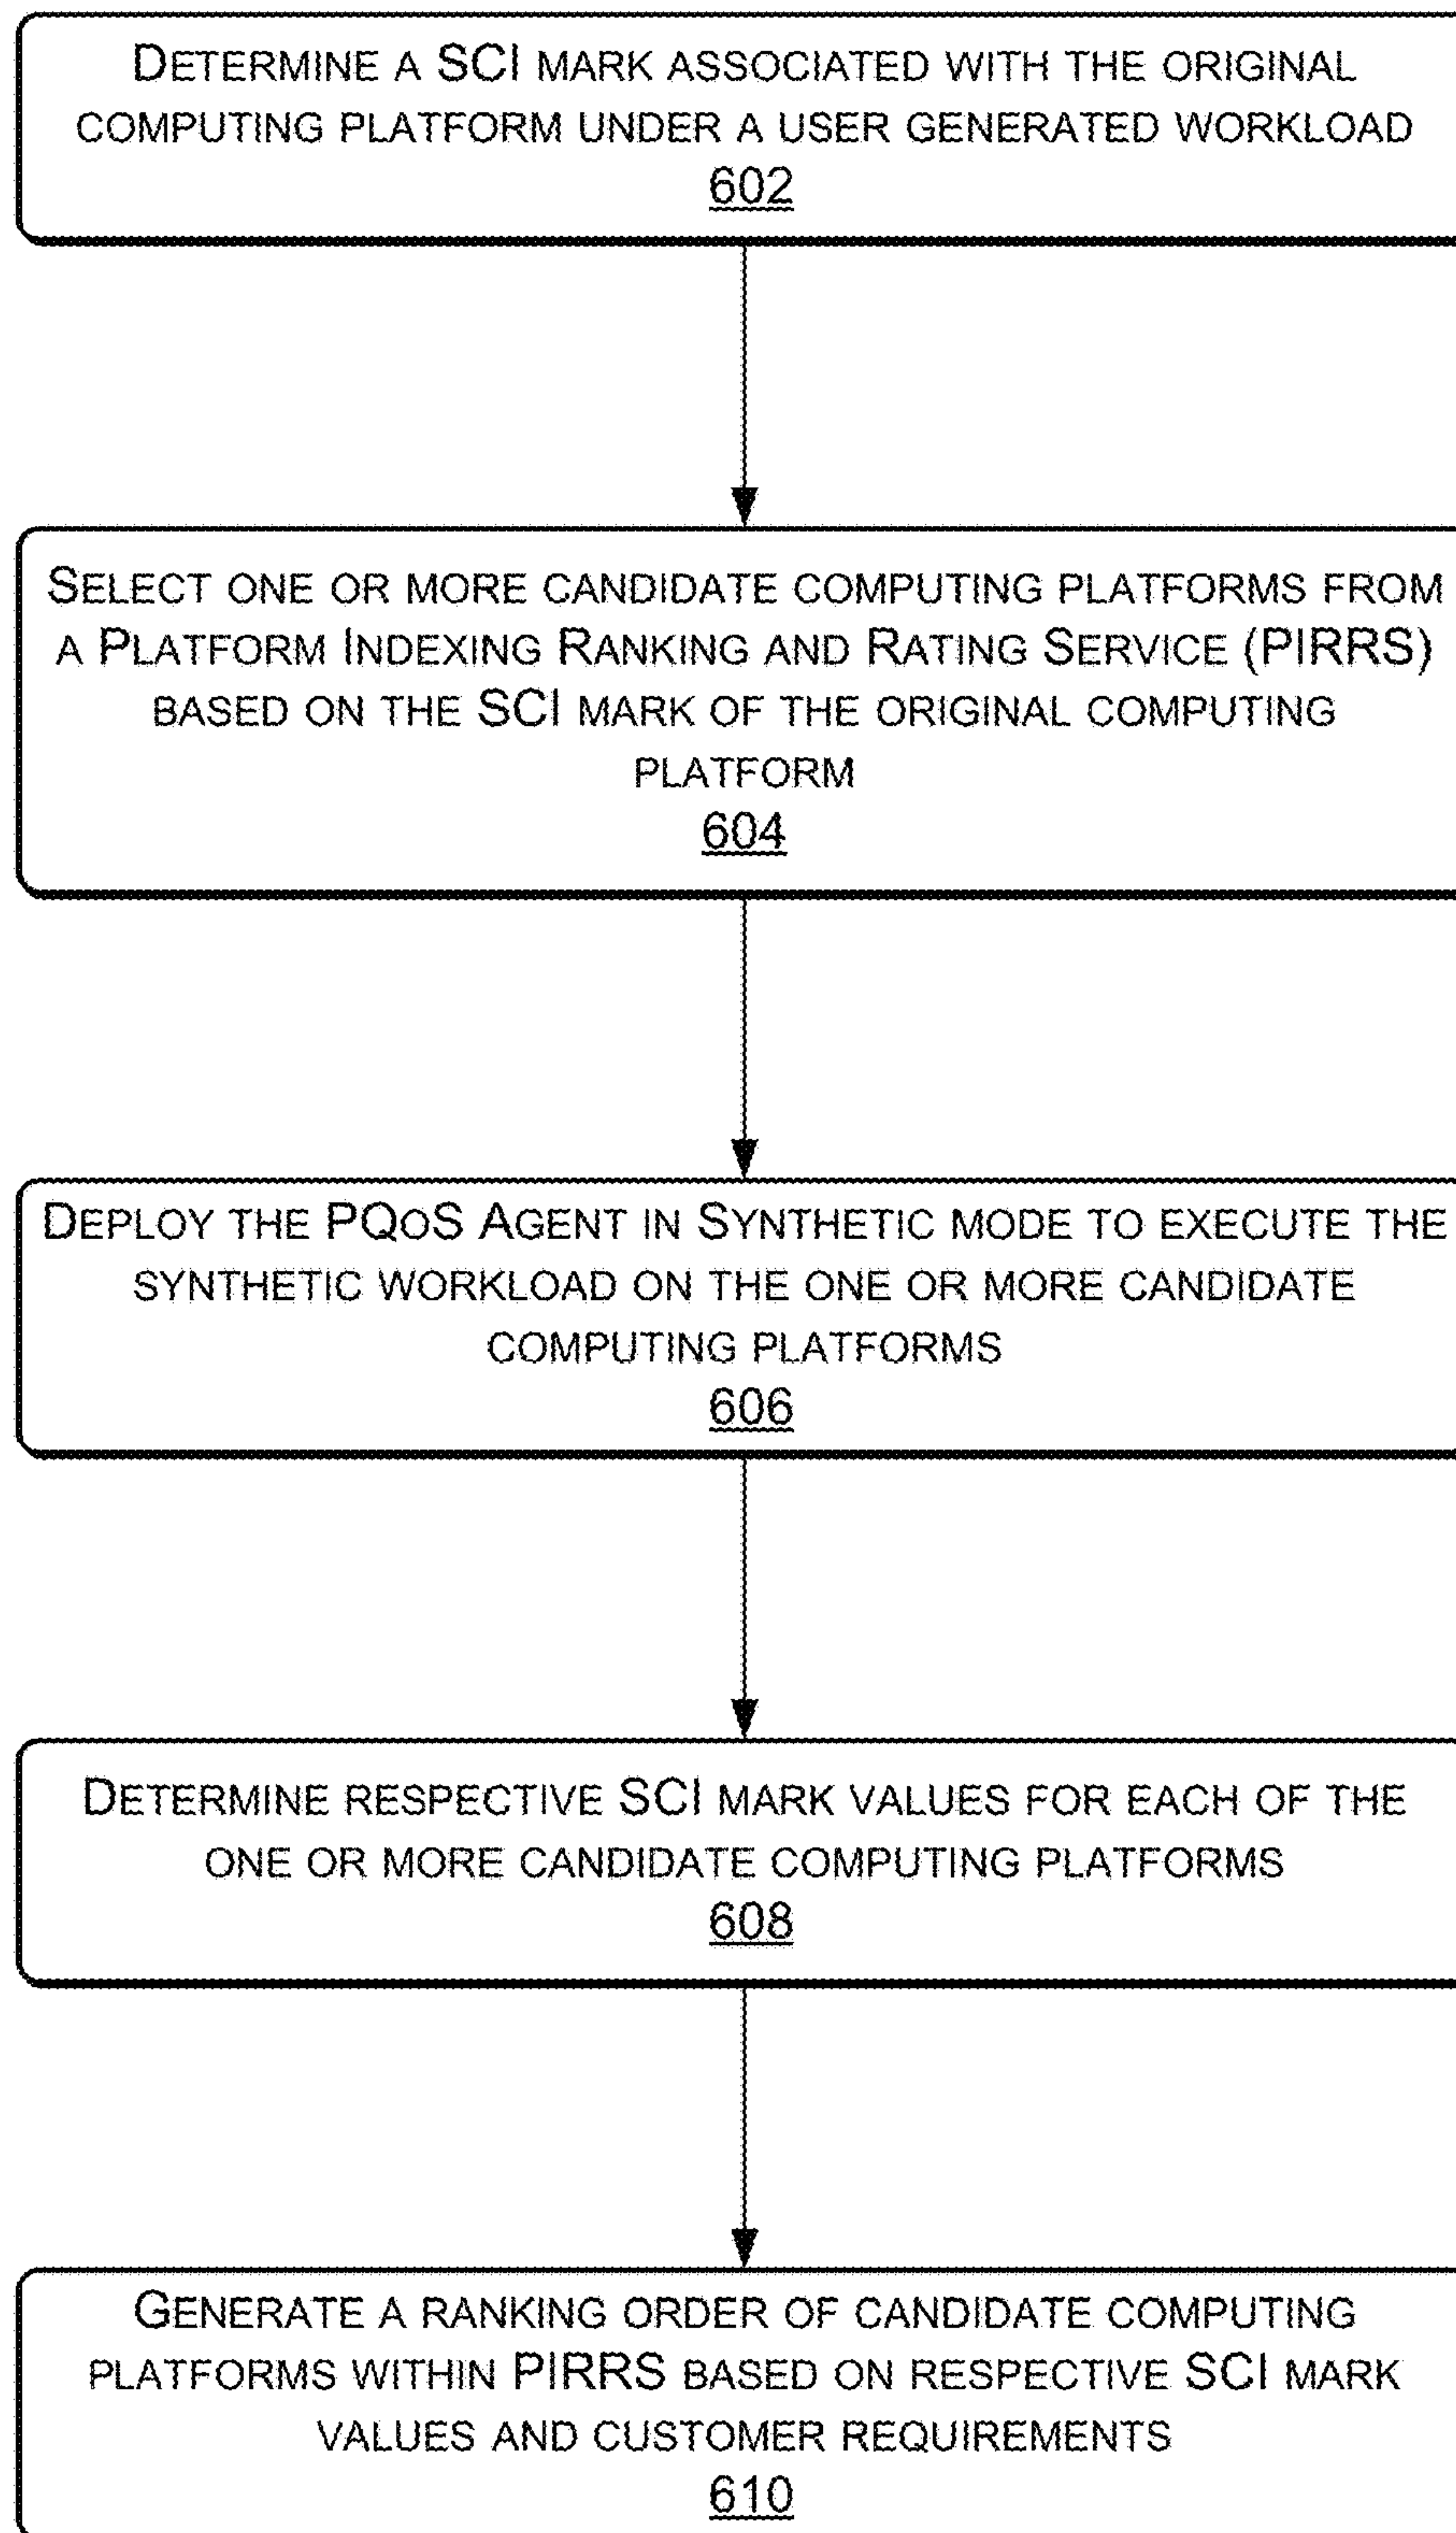 DETERMINE A SCI MARK ASSOCIATED WITH THE ORIGINAL
COMPUTING PLATFORM UNDER A USER GENERATED WORKLOAD
602
SELECT ONE OR MORE CANDIDATE COMPUTING PLATFORMS FROM
A PLATFORM INDEXING RANKING AND RATING SERVICE (PIRRS)
BASED ON THE SCI MARK OF THE ORIGINAL COMPUTING
PLATFORM
604
DEPLOY THE PQOS AGENT IN SYNTHETIC MODE TO EXECUTE THE
SYNTHETIC WORKLOAD ON THE ONE OR MORE CANDIDATE
COMPUTING PLATFORMS
606
DETERMINE RESPECTIVE SCI MARK VALUES FOR EACH OF THE
ONE OR MORE CANDIDATE COMPUTING PLATFORMS
608
GENERATE A RANKING ORDER OF CANDIDATE COMPUTING
PLATFORMS WITHIN PIRRS BASED ON RESPECTIVE SCI MARK
VALUES AND CUSTOMER REQUIREMENTS
610